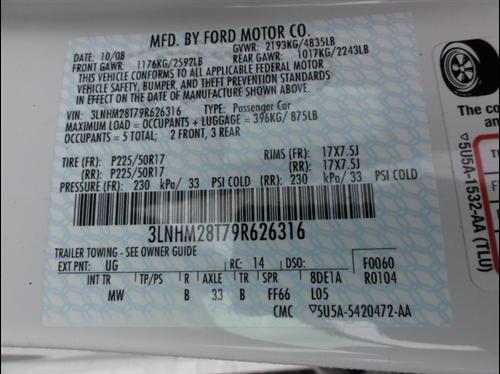 MFD. BY FORD MOTOR CO.
10/08 GVWR: 2193KG/4835LB
FRONT GAWR: 1176KG/2592LB REAR GAWR: 1017KG/2243LB
THIS VEHICLE CONFORMS TO ALL APPLICABLE FEDERAL MOTOR
VEHICLE SAFETY, BUMPER, AND THEFT PREVENTION STANDARDS
IN EFFECT ON THE DATE OF MANUFACTURE SHOWN ABOVE.
VIN: 3LNHM28T79R626316 TYPE: Passenger Car
MAXIMUM LOAD = OCCUPANTS + LUGGAGE = 396KG/ 875LB
OCCUPANTS = 5 TOTAL; 2 FRONT, 3 REAR
TIRE (FR): P225/50R17 RIMS (FR): 17X7.5J
(RR): P225/50R17 (RR): 17X7.5J
PRESSURE (FR): 230 kPa/ 33 PSI COLD (RR): 230 kPa/ 33 PSI COLD
3LNHM28T79R626316
TRAILER TOWING - SEE OWNER GUIDE
EXT PNT: UG RC: 14 DSO: F0060
INT TR TP/PS R AXLE TR SPR 8DE1A R0104
MW B 33 B FF66 L05
CMC ▽5U5A-5420472-AA
The ca
an
▽5U5A-1532-AA (TLU)